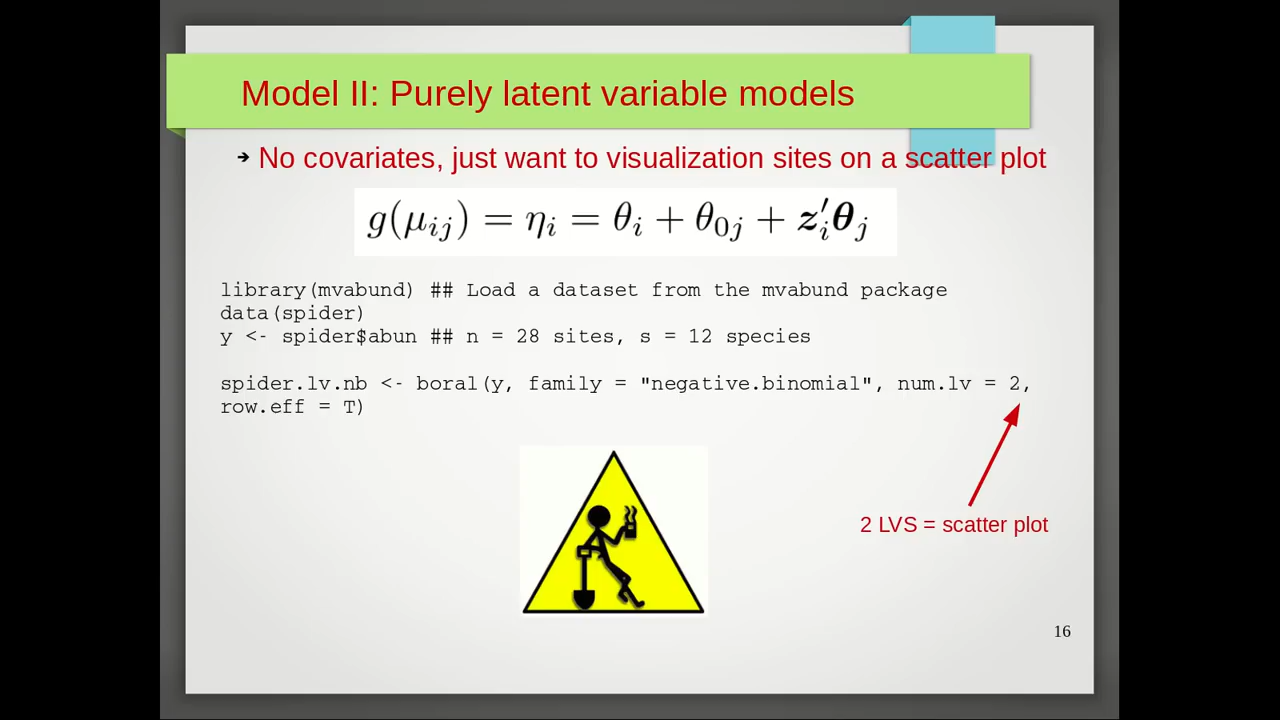 Model II: Purely latent variable models
➔ No covariates, just want to visualization sites on a scatter plot
g(μij) = ηi = θi + θ0j + z′iθj
library(mvabund) ## Load a dataset from the mvabund package
data(spider)
y <- spider$abun ## n = 28 sites, s = 12 species
spider.lv.nb <- boral(y, family = "negative.binomial", num.lv = 2,
row.eff = T)
2 LVS = scatter plot
16